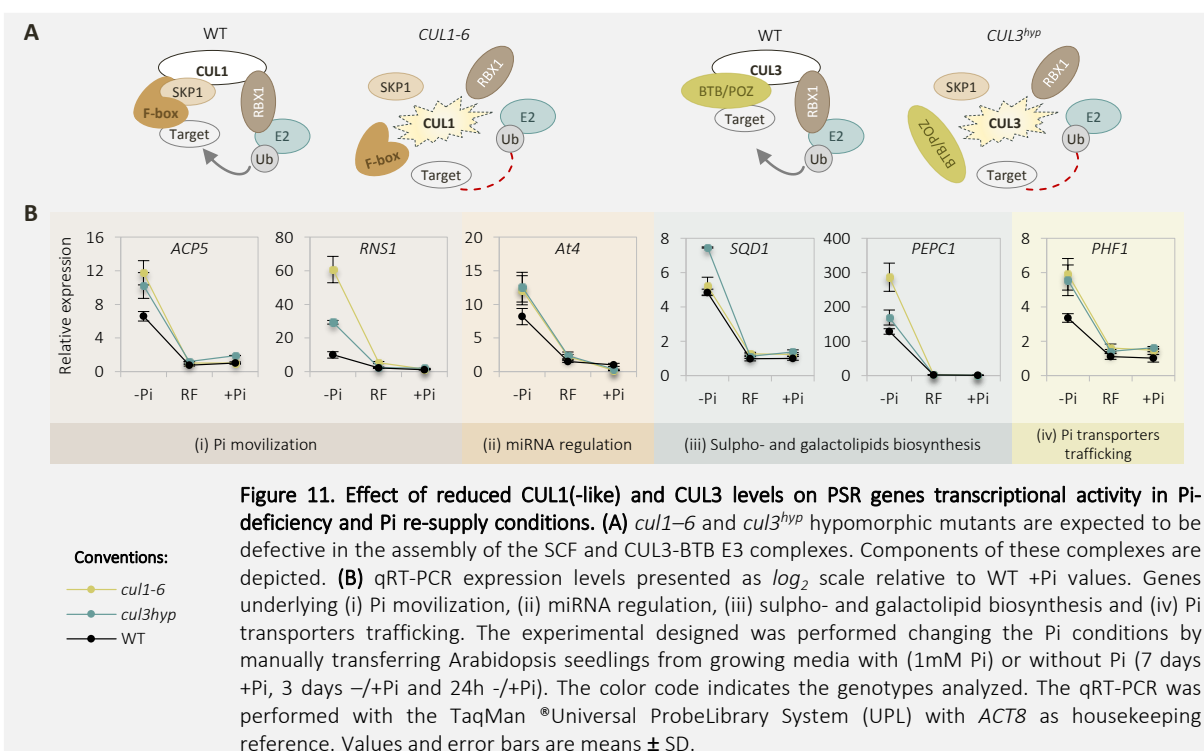 A
WT
CUL1
SKP1
F-box
Target
RBX1
E2
Ub
CUL1-6
SKP1
RBX1
CUL1
E2
Ub
F-box
Target
WT
CUL3
BTB/POZ
Target
RBX1
E2
Ub
CUL3hyp
SKP1
RBX1
CUL3
E2
Ub
BTB/POZ
Target
B
Relative expression
ACP5
16
12
8
4
0
-Pi RF +Pi
RNS1
80
60
40
20
0
-Pi RF +Pi
At4
20
15
10
5
0
-Pi RF +Pi
SQD1
8
6
4
2
0
-Pi RF +Pi
PEPC1
400
300
200
100
0
-Pi RF +Pi
PHF1
8
6
4
2
0
-Pi RF +Pi
(i) Pi movilization
(ii) miRNA regulation
(iii) Sulpho- and galactolipids biosynthesis
(iv) Pi transporters
trafficking
Conventions:
cul1-6
cul3hyp
WT
Figure 11. Effect of reduced CUL1(-like) and CUL3 levels on PSR genes transcriptional activity in Pi-
deficiency and Pi re-supply conditions. (A) cul1–6 and cul3hyp hypomorphic mutants are expected to be
defective in the assembly of the SCF and CUL3-BTB E3 complexes. Components of these complexes are
depicted. (B) qRT-PCR expression levels presented as log2 scale relative to WT +Pi values. Genes
underlying (i) Pi movilization, (ii) miRNA regulation, (iii) sulpho- and galactolipid biosynthesis and (iv) Pi
transporters trafficking. The experimental designed was performed changing the Pi conditions by
manually transferring Arabidopsis seedlings from growing media with (1mM Pi) or without Pi (7 days
+Pi, 3 days –/+Pi and 24h -/+Pi). The color code indicates the genotypes analyzed. The qRT-PCR was
performed with the TaqMan ®Universal ProbeLibrary System (UPL) with ACT8 as housekeeping
reference. Values and error bars are means ± SD.